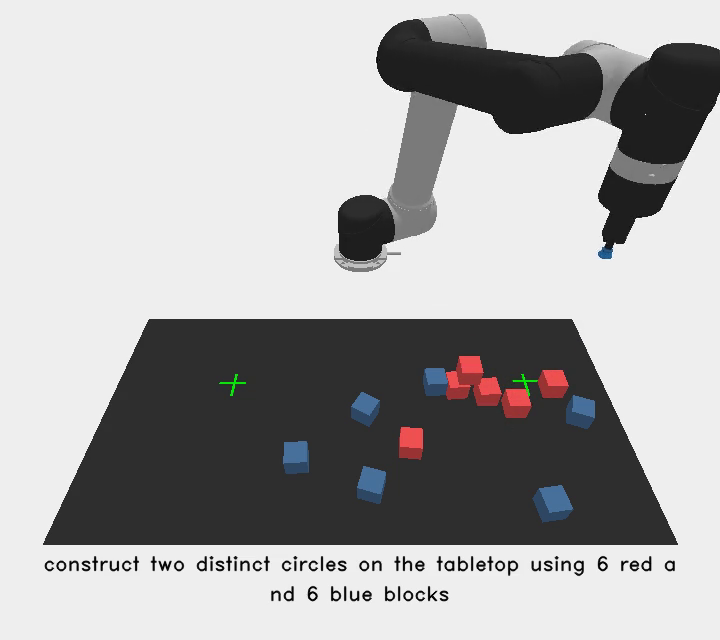 construct two distinct circles on the tabletop using 6 red a
nd 6 blue blocks